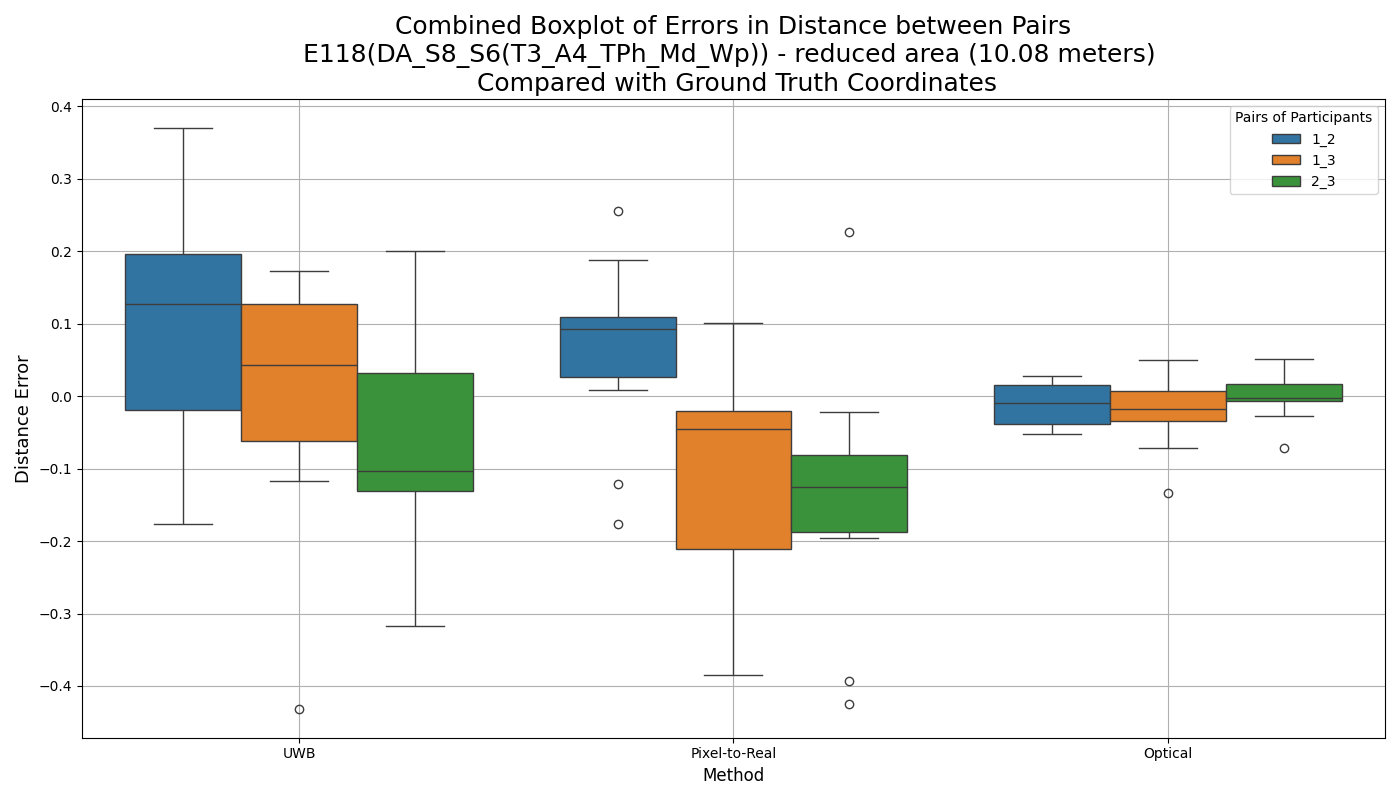 Combined Boxplot of Errors in Distance between Pairs
E118(DA_S8_S6(T3_A4_TPh_Md_Wp)) - reduced area (10.08 meters)
Compared with Ground Truth Coordinates
Pairs of Participants
1_2
1_3
2_3
Distance Error
0.4
0.3
0.2
0.1
0.0
−0.1
−0.2
−0.3
−0.4
UWB
Pixel-to-Real
Optical
Method